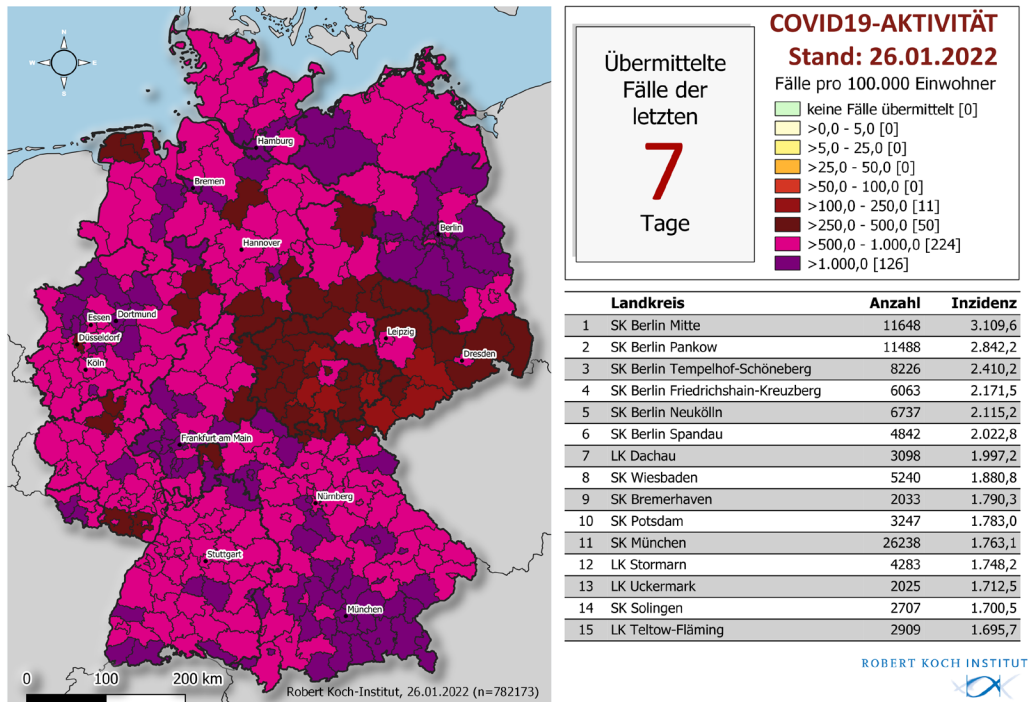 N
W
E
S
Hamburg
Bremen
Berlin
Hannover
Essen
Dortmund
Düsseldorf
Leipzig
Köln
Dresden
Frankfurt am Main
Nürnberg
Stuttgart
München
0 100 200 km
Robert Koch-Institut, 26.01.2022 (n=782173)
Übermittelte
Fälle der
letzten
7
Tage
COVID19-AKTIVITÄT
Stand: 26.01.2022
Fälle pro 100.000 Einwohner
keine Fälle übermittelt [0]
>0,0 - 5,0 [0]
>5,0 - 25,0 [0]
>25,0 - 50,0 [0]
>50,0 - 100,0 [0]
>100,0 - 250,0 [11]
>250,0 - 500,0 [50]
>500,0 - 1.000,0 [224]
>1.000,0 [126]
Landkreis Anzahl Inzidenz
1 SK Berlin Mitte 11648 3.109,6
2 SK Berlin Pankow 11488 2.842,2
3 SK Berlin Tempelhof-Schöneberg 8226 2.410,2
4 SK Berlin Friedrichshain-Kreuzberg 6063 2.171,5
5 SK Berlin Neukölln 6737 2.115,2
6 SK Berlin Spandau 4842 2.022,8
7 LK Dachau 3098 1.997,2
8 SK Wiesbaden 5240 1.880,8
9 SK Bremerhaven 2033 1.790,3
10 SK Potsdam 3247 1.783,0
11 SK München 26238 1.763,1
12 LK Stormarn 4283 1.748,2
13 LK Uckermark 2025 1.712,5
14 SK Solingen 2707 1.700,5
15 LK Teltow-Fläming 2909 1.695,7
ROBERT KOCH INSTITUT